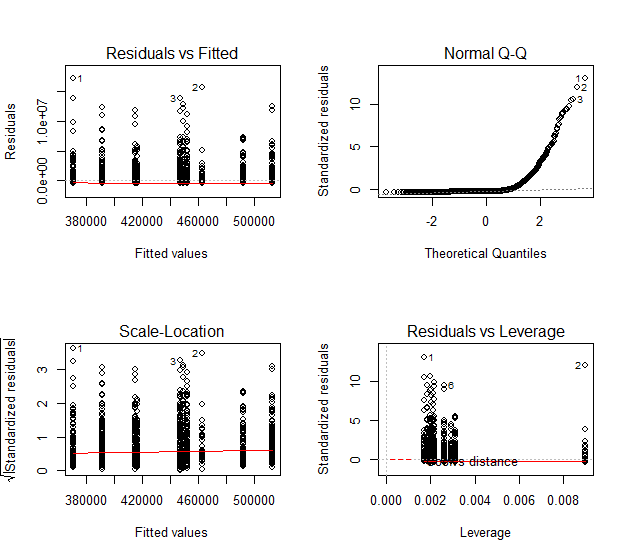 Residuals vs Fitted
Residuals
0.0e+00 1.0e+07
1
2
3
380000 420000 460000 500000
Fitted values
Normal Q-Q
Standardized residuals
0 5 10
1
2
3
-2 0 2
Theoretical Quantiles
Scale-Location
√|Standardized residuals|
0 1 2 3
1
2
3
380000 420000 460000 500000
Fitted values
Residuals vs Leverage
Standardized residuals
0 5 10
1
2
6
distance
0.000 0.002 0.004 0.006 0.008
Leverage